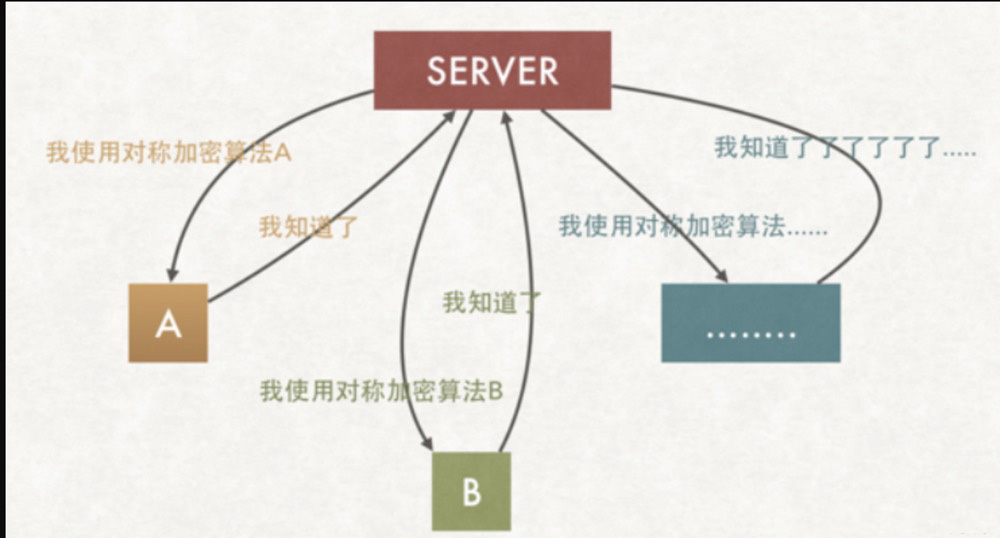 SERVER
我使用对称加密算法A
我知道了了了了了了.....
我知道了
我使用对称加密算法......
A
我知道了
........
我使用对称加密算法B
B